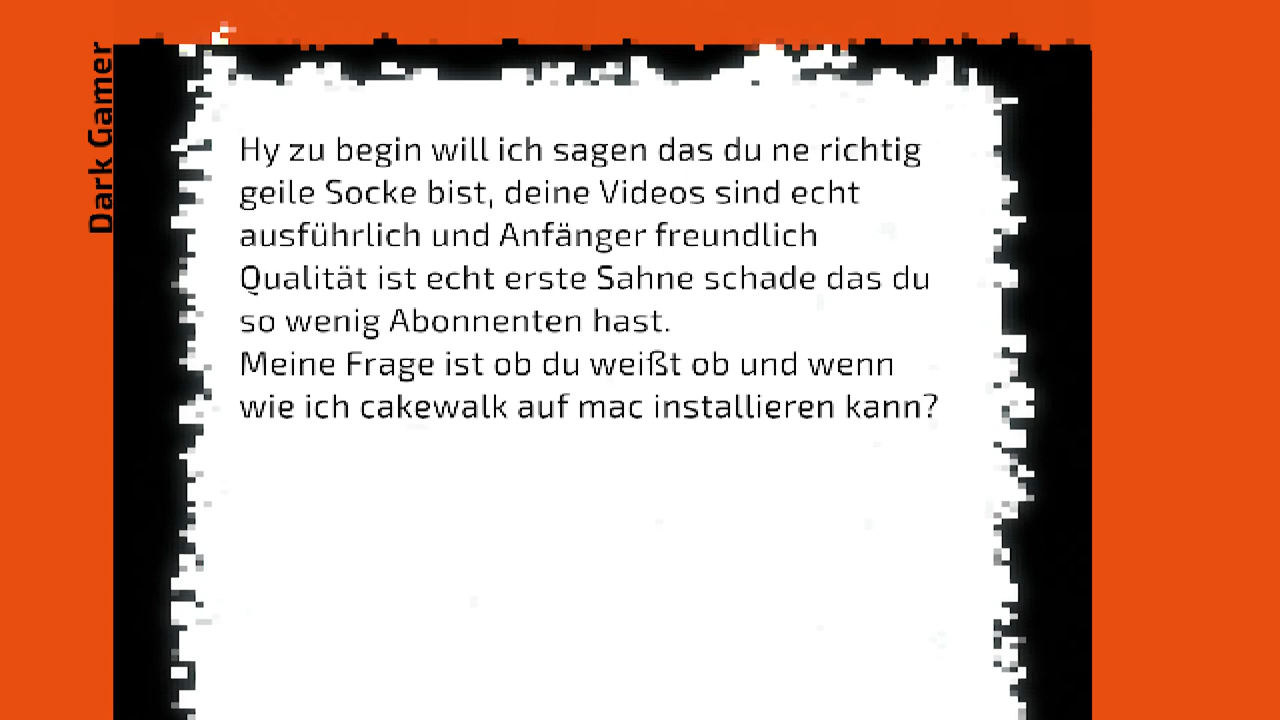 Dark Gamer
Hy zu begin will ich sagen das du ne richtig
geile Socke bist, deine Videos sind echt
ausführlich und Anfänger freundlich
Qualität ist echt erste Sahne schade das du
so wenig Abonnenten hast.
Meine Frage ist ob du weißt ob und wenn
wie ich cakewalk auf mac installieren kann?